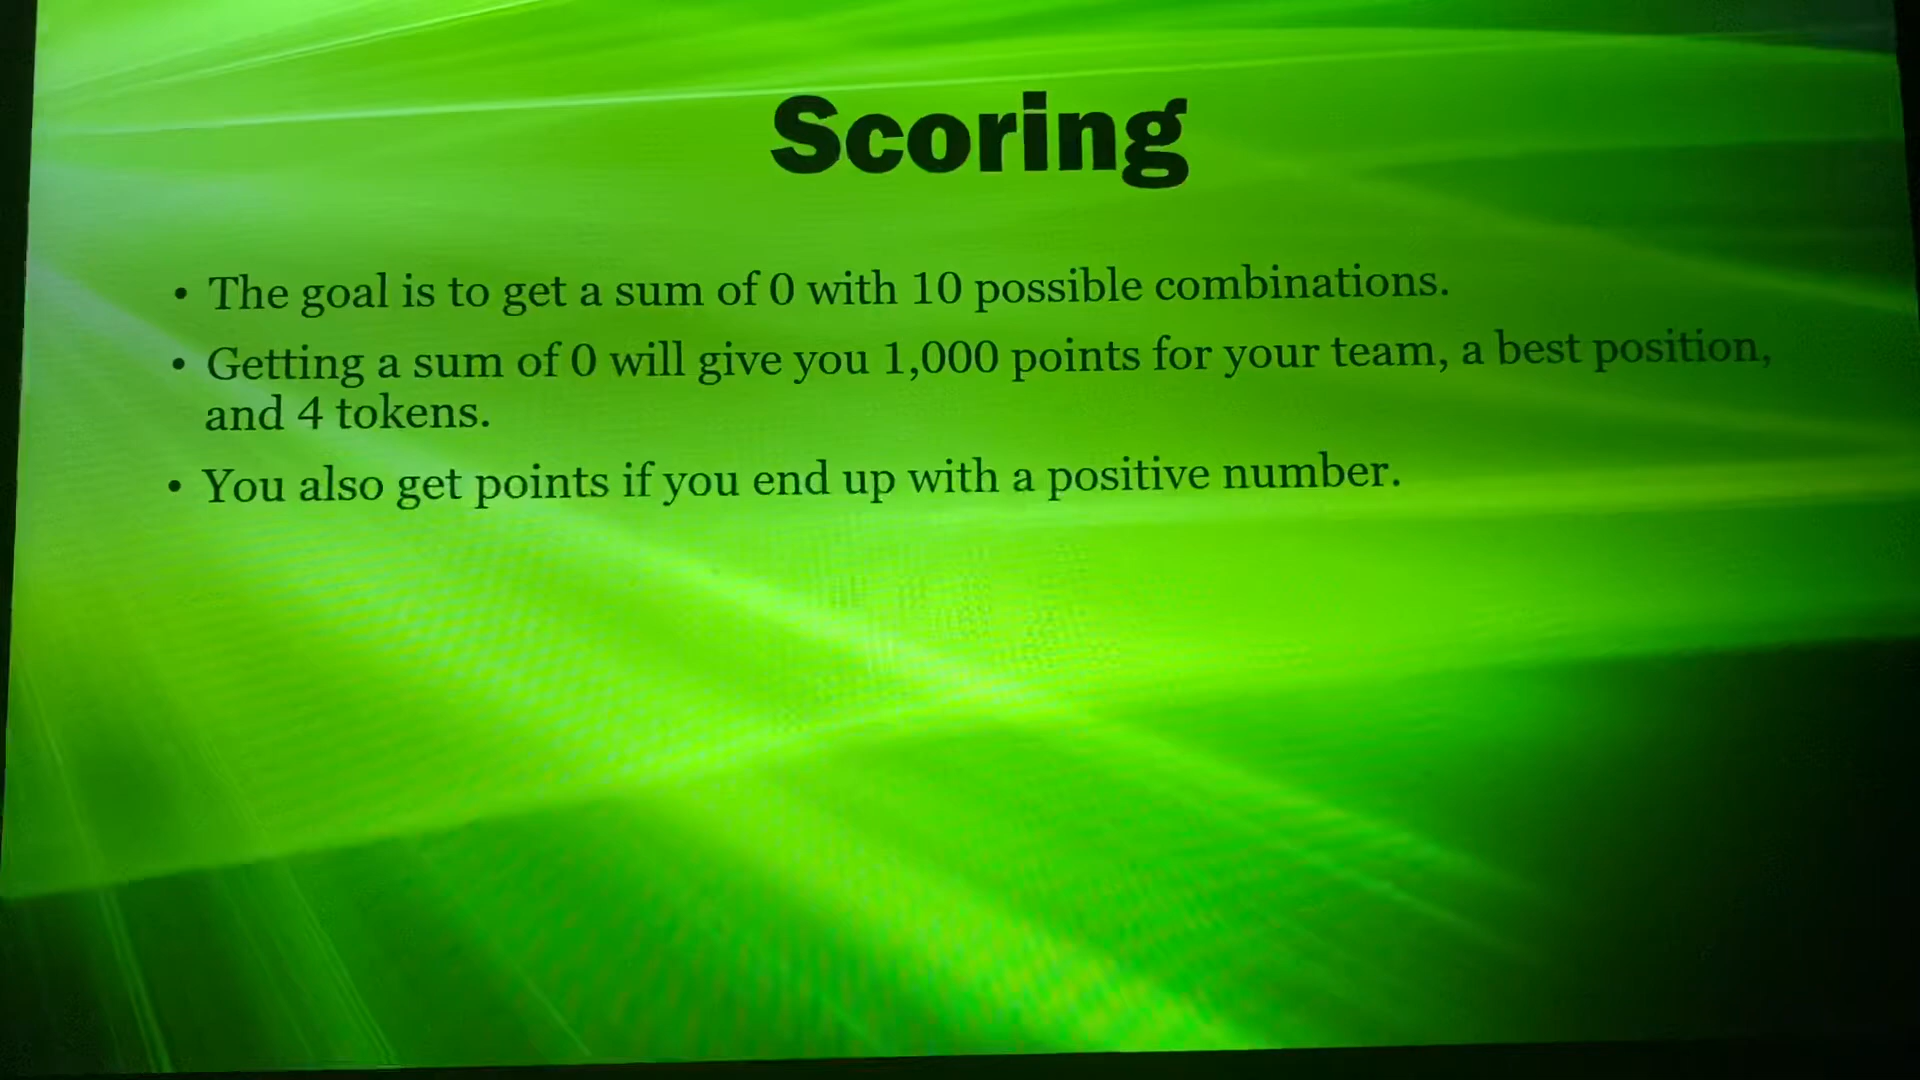 Scoring
• The goal is to get a sum of 0 with 10 possible combinations.
• Getting a sum of 0 will give you 1,000 points for your team, a best position,
and 4 tokens.
• You also get points if you end up with a positive number.